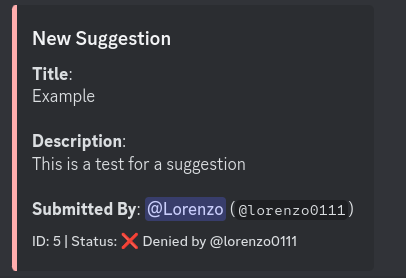 New Suggestion
Title:
Example
Description:
This is a test for a suggestion
Submitted By: @Lorenzo (@lorenzo0111)
ID: 5 | Status: ❌ Denied by @lorenzo0111